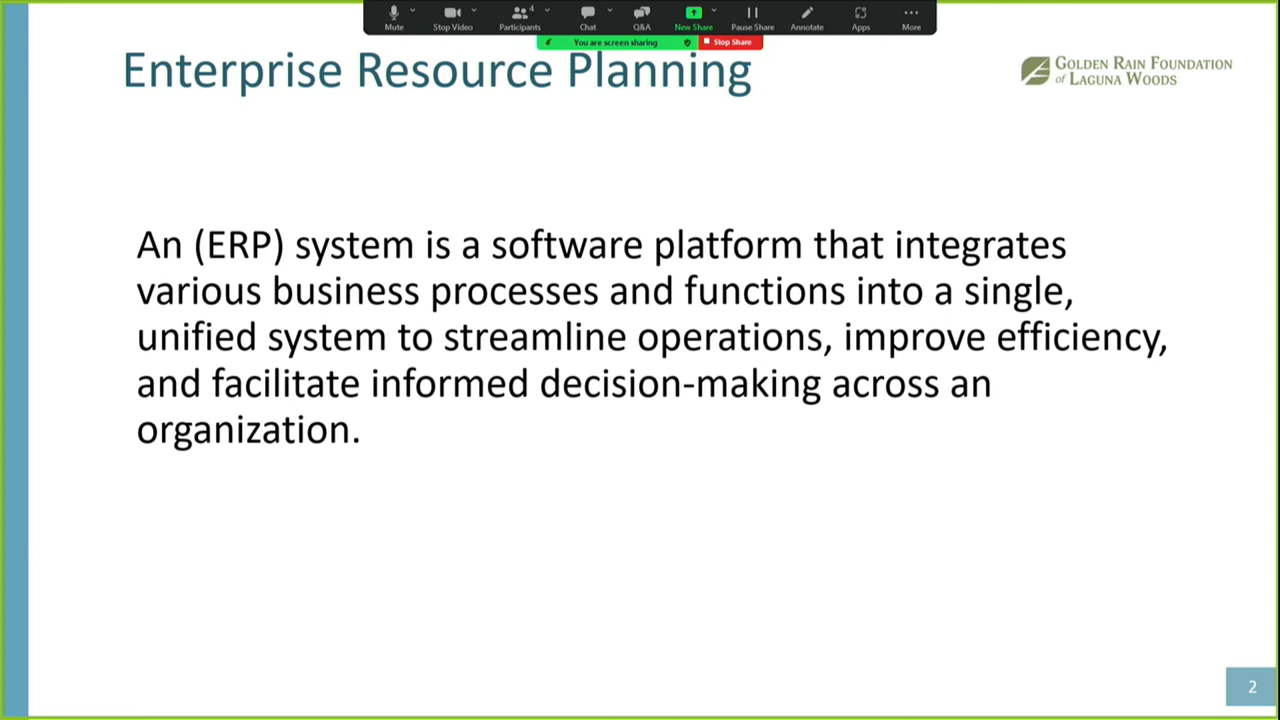 Mute
Stop Video
4
Participants
Chat
Q&A
New Share
Pause Share
Annotate
Apps
More
You are screen sharing
Stop Share
Enterprise Resource Planning
GOLDEN RAIN FOUNDATION
of LAGUNA WOODS
An (ERP) system is a software platform that integrates
various business processes and functions into a single,
unified system to streamline operations, improve efficiency,
and facilitate informed decision-making across an
organization.
2